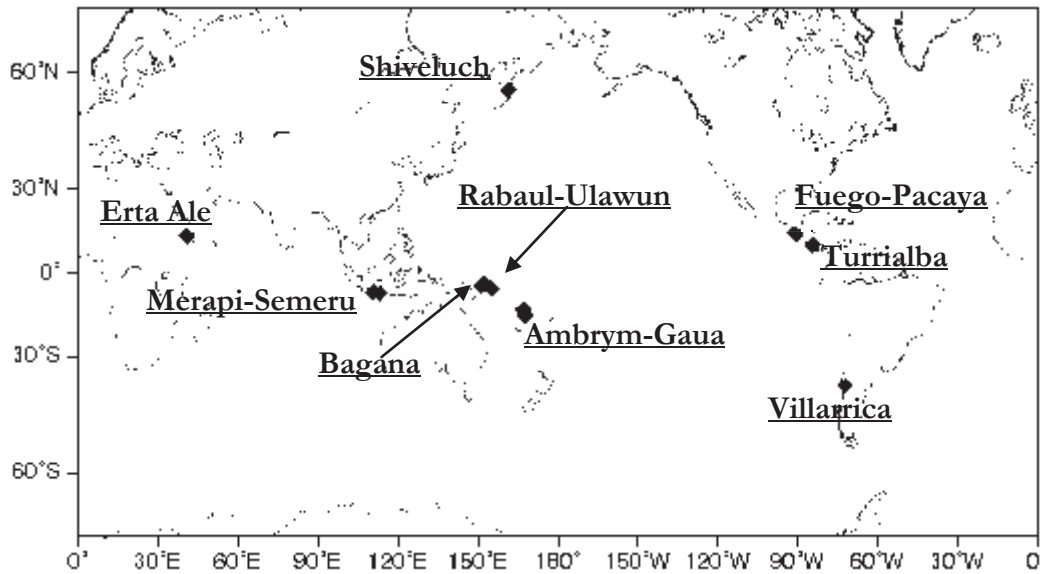 Shiveluch
60°N
30°N
Rabaul-Ulawun
Fuego-Pacaya
Erta Ale
Turrialba
0°
Merapi-Semeru
Ambrym-Gaua
30°S
Bagana
Villarrica
60°S
0° 30°E 60°E 90°E 120°E 150°E 180° 150°W 120°W 90°W 60°W 30°W 0